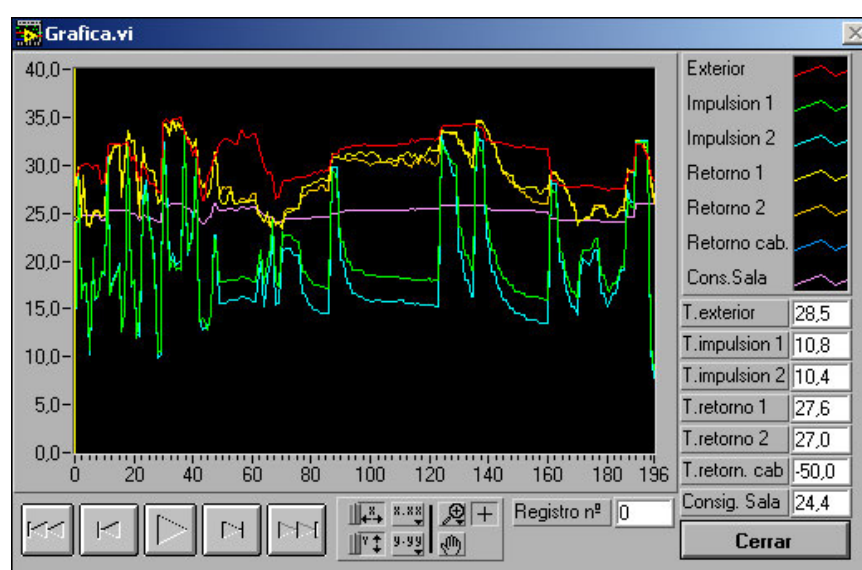 Grafica.vi
40,0
35,0
30,0
25,0
20,0
15,0
10,0
5,0
0,0
0 20 40 60 80 100 120 140 160 180 196
Exterior
Impulsion 1
Impulsion 2
Retorno 1
Retorno 2
Retorno cab.
Cons.Sala
T.exterior 28,5
T.impulsion 1 10,8
T.impulsion 2 10,4
T.retorno 1 27,6
T.retorno 2 27,0
T.retorn. cab -50,0
Consig. Sala 24,4
X X.XX
Y Y.YY
Registro nº 0
Cerrar